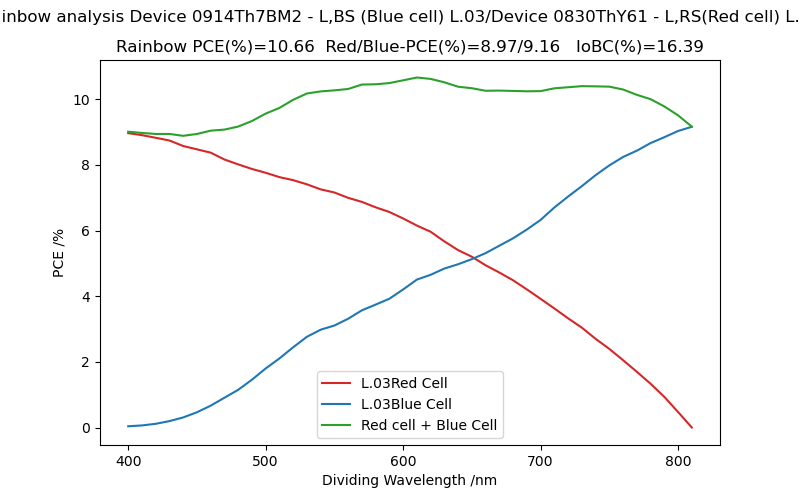 inbow analysis Device 0914Th7BM2 - L,BS (Blue cell) L.03/Device 0830ThY61 - L,RS(Red cell) L.
Rainbow PCE(%)=10.66 Red/Blue-PCE(%)=8.97/9.16 IoBC(%)=16.39
PCE /%
10
8
6
4
2
0
L.03Red Cell
L.03Blue Cell
Red cell + Blue Cell
400 500 600 700 800
Dividing Wavelength /nm